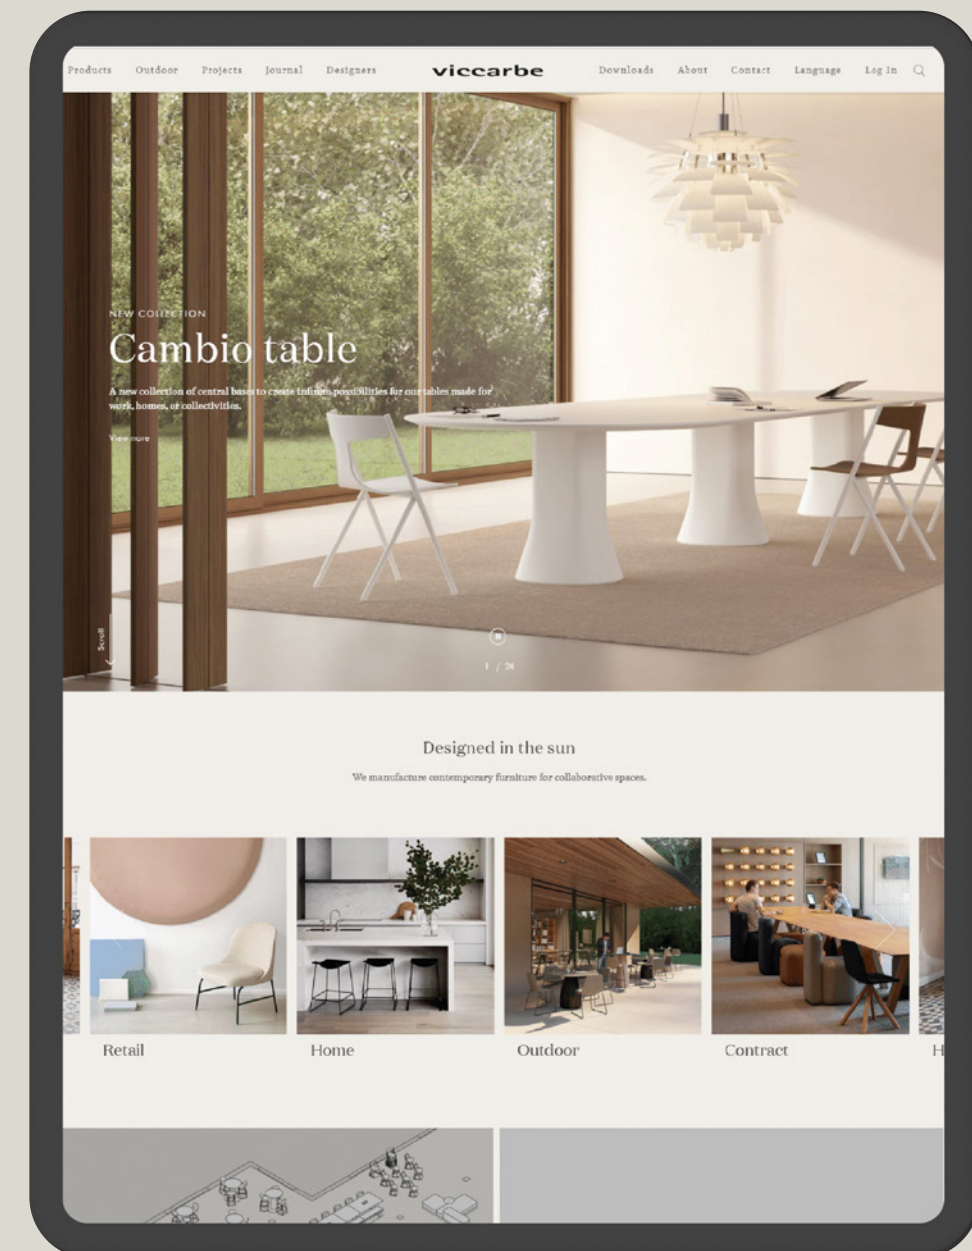 Products Outdoor Projects Journal Designers viccarbe Downloads About Contact Language Log In
NEW COLLECTION
Cambio table
A new collection of central bases to create infinite possibilities for our tables made for
work, homes, or collectivities.
View more
Scroll
1 / 24
Designed in the sun
We manufacture contemporary furniture for collaborative spaces.
Retail Home Outdoor Contract H